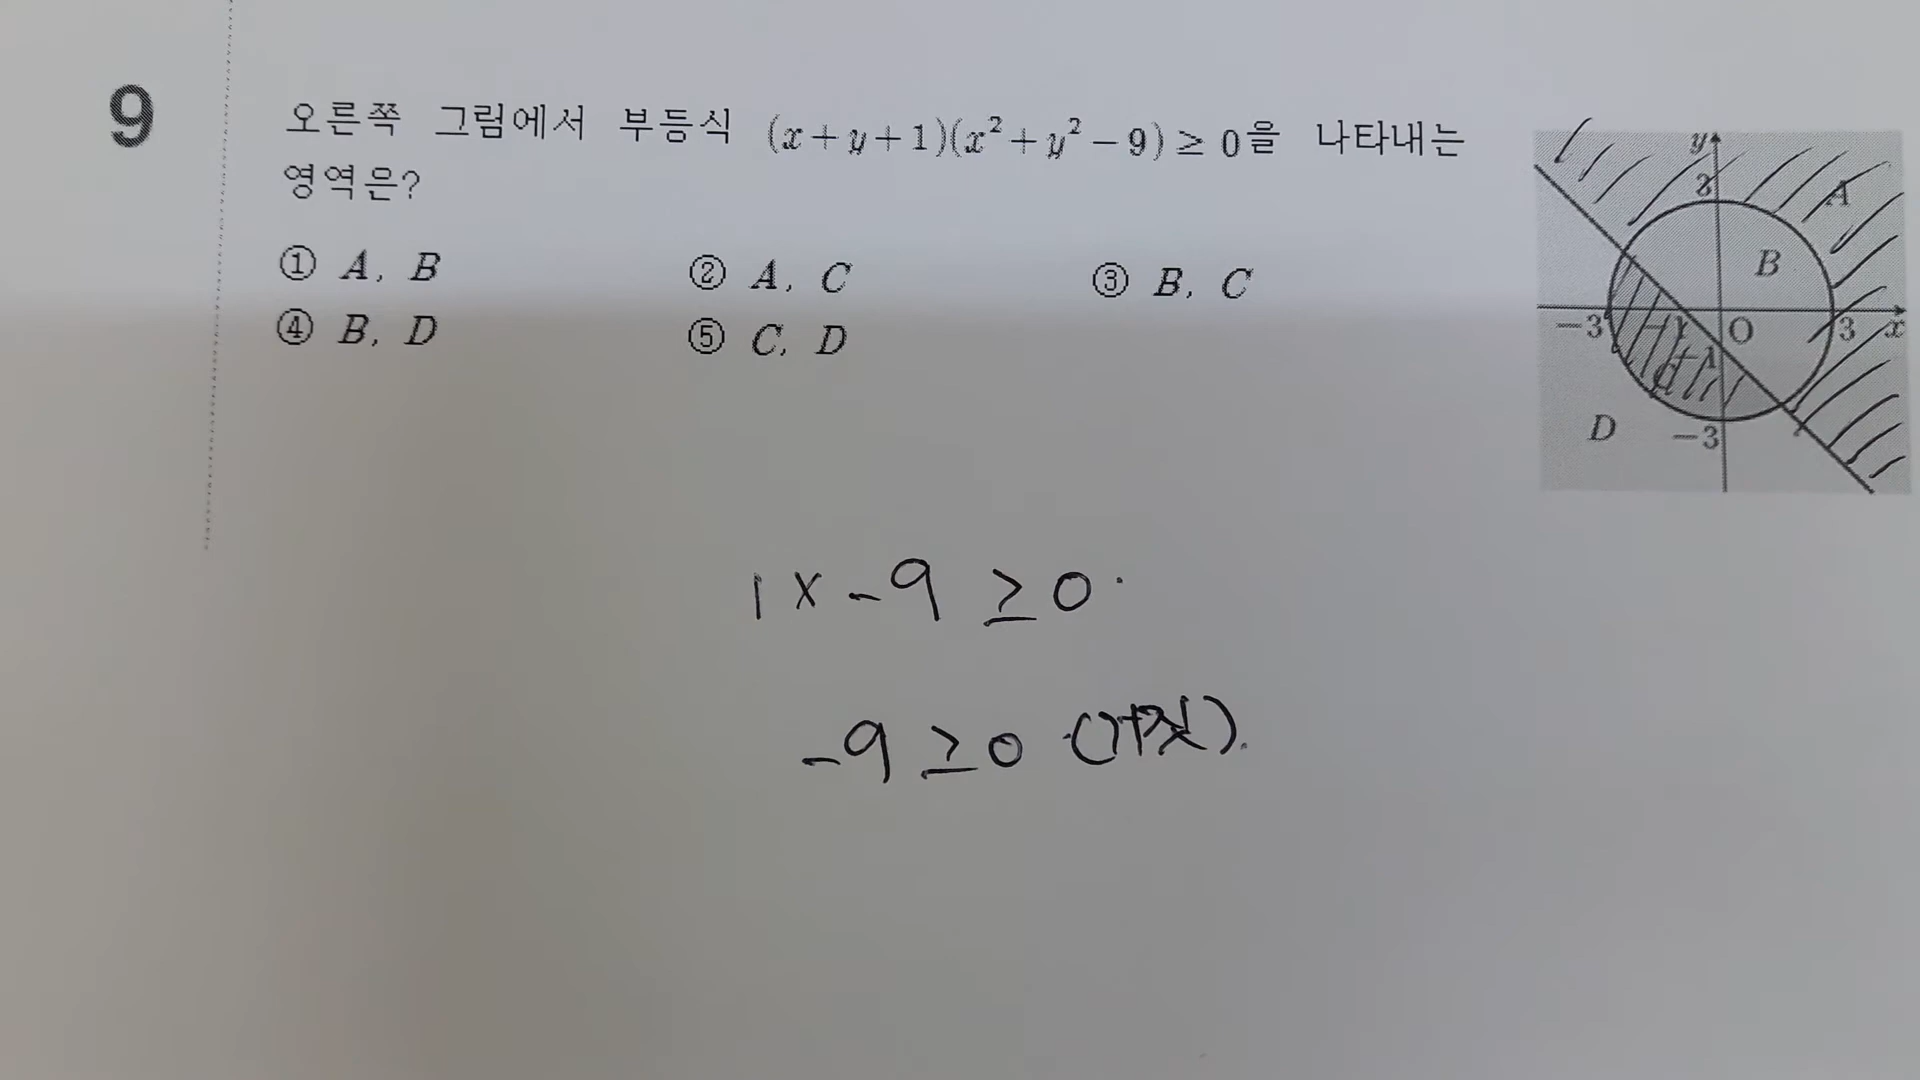 9
오른쪽 그림에서 부등식 (x+y+1)(x²+y²-9)≥0을 나타내는
영역은?
① A, B ② A, C ③ B, C
④ B, D ⑤ C, D
y
3
A
B
-3 -1 O 3 x
-1
C
D
-3
1 x -9 ≥ 0.
-9 ≥ 0 (거짓).